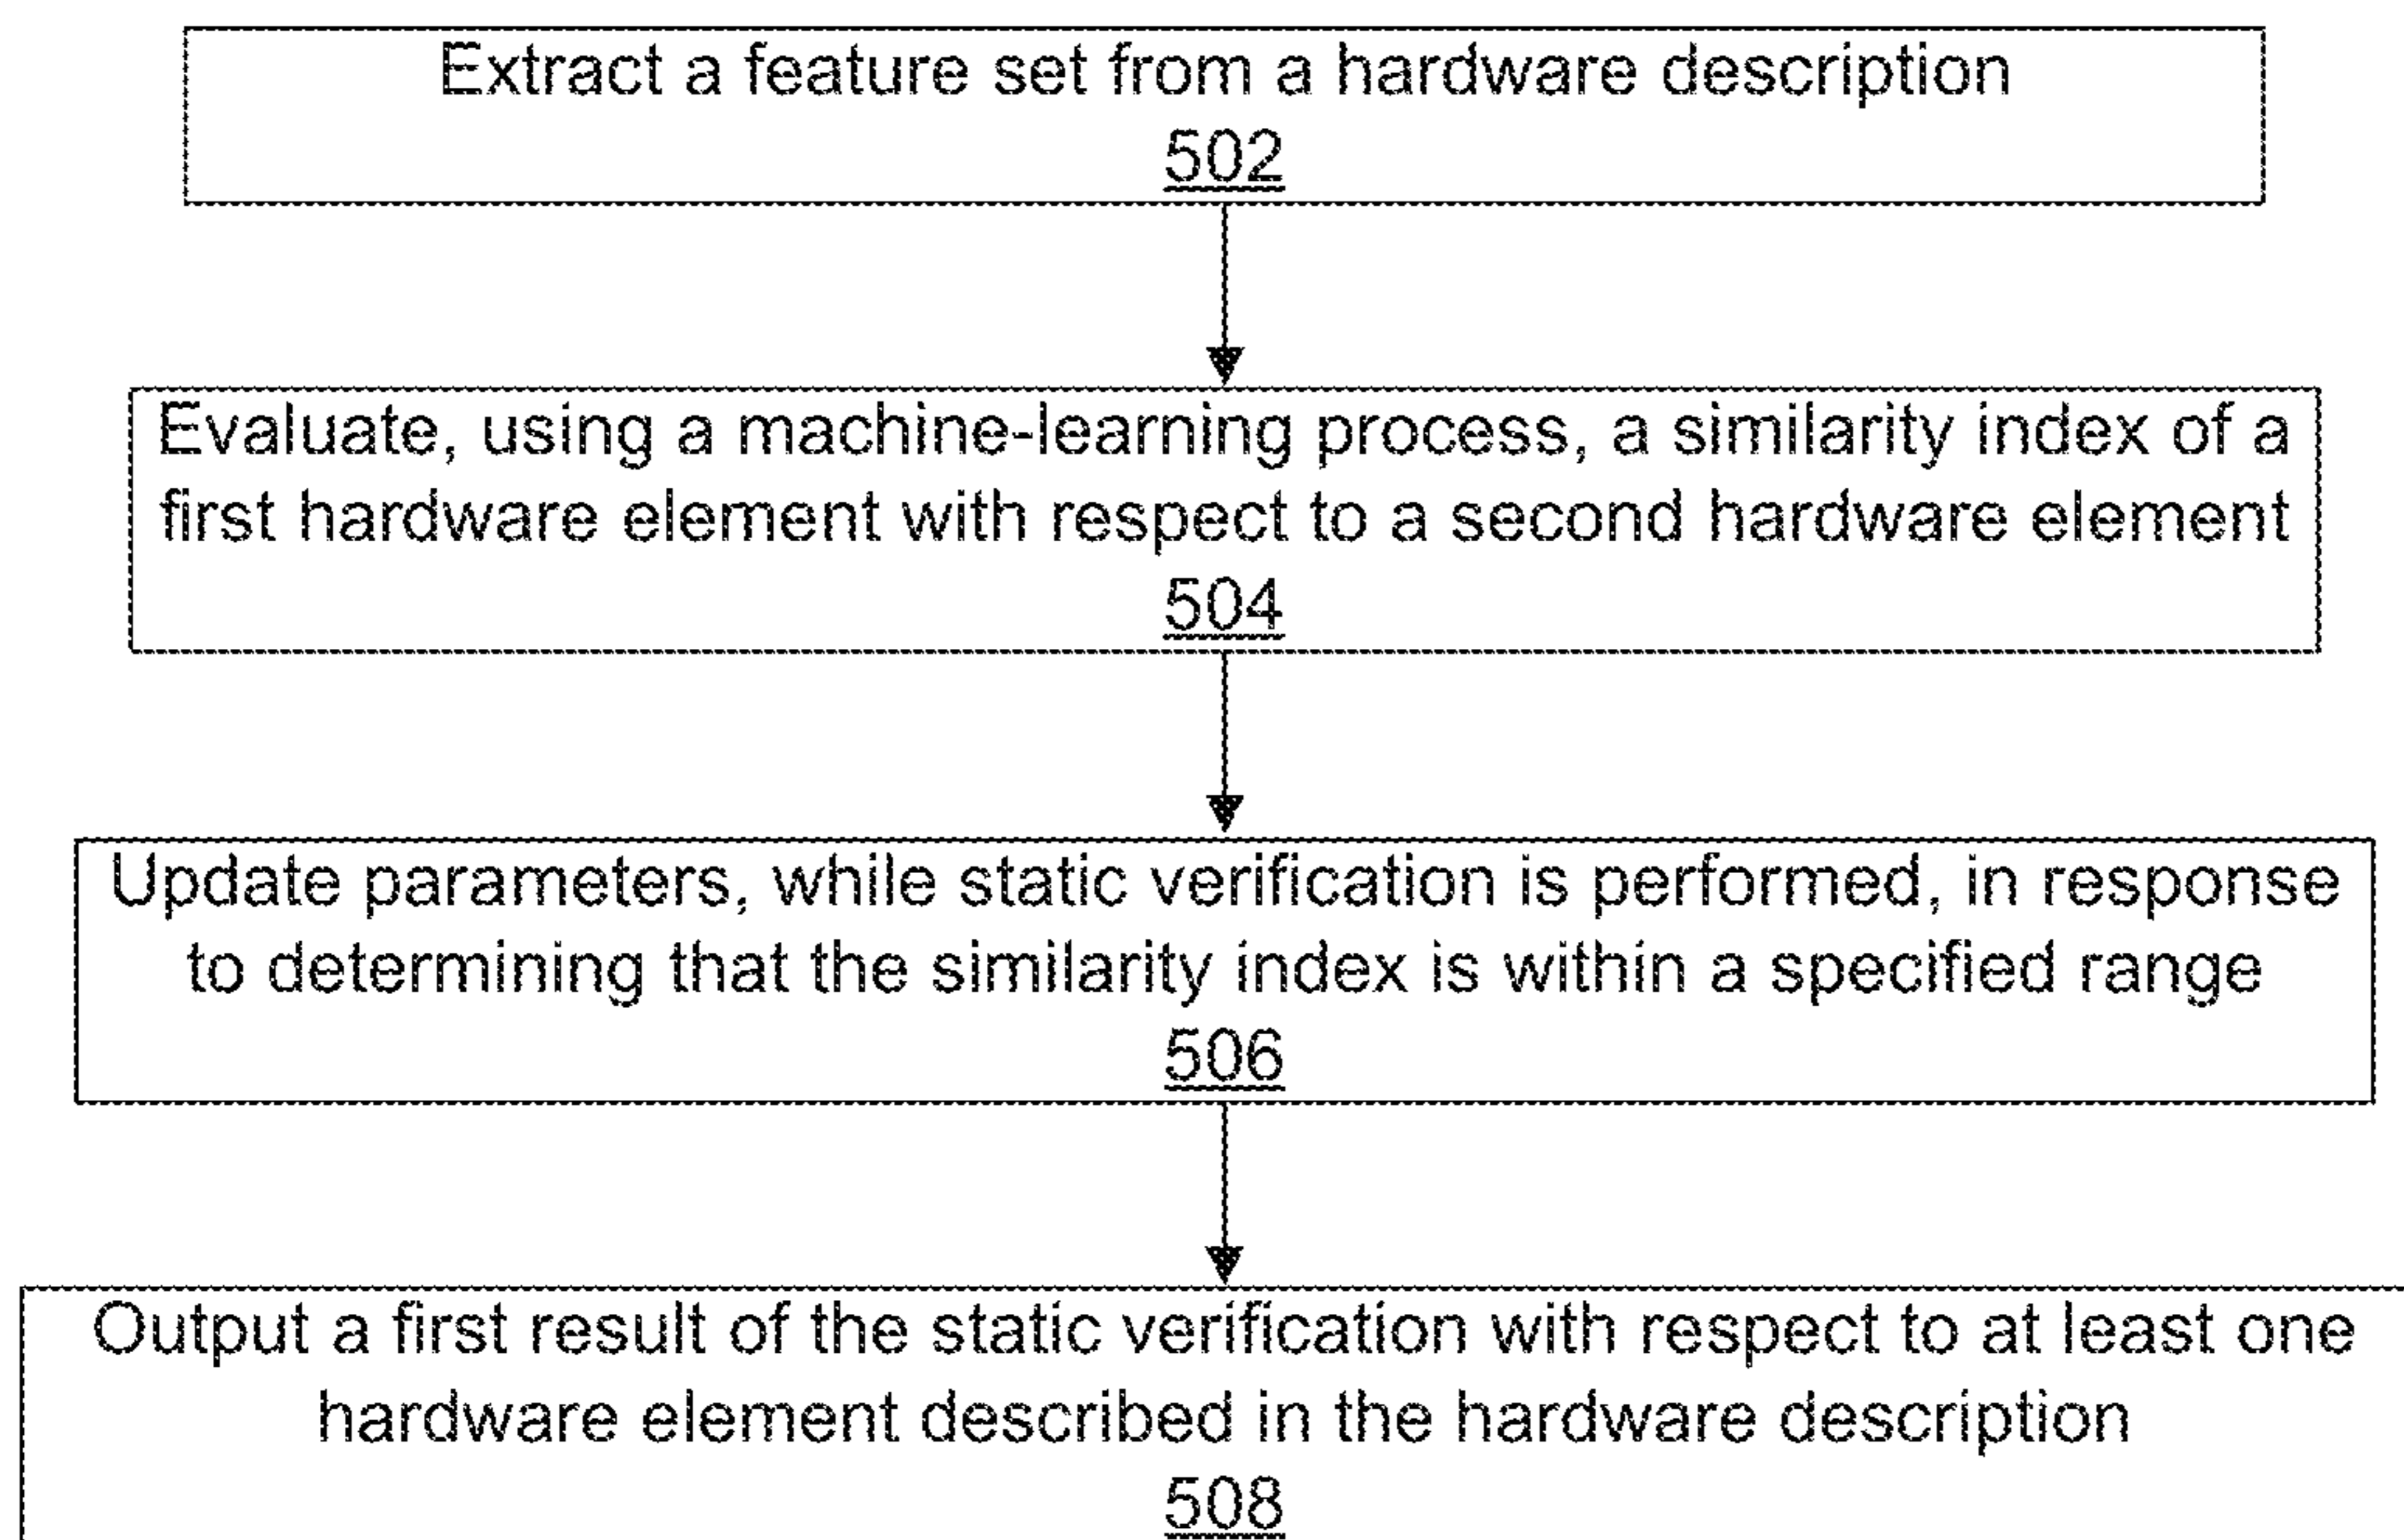 Extract a feature set from a hardware description
502
Evaluate, using a machine-learning process, a similarity index of a
first hardware element with respect to a second hardware element
504
Update parameters, while static verification is performed, in response
to determining that the similarity index is within a specified range
506
Output a first result of the static verification with respect to at least one
hardware element described in the hardware description
508